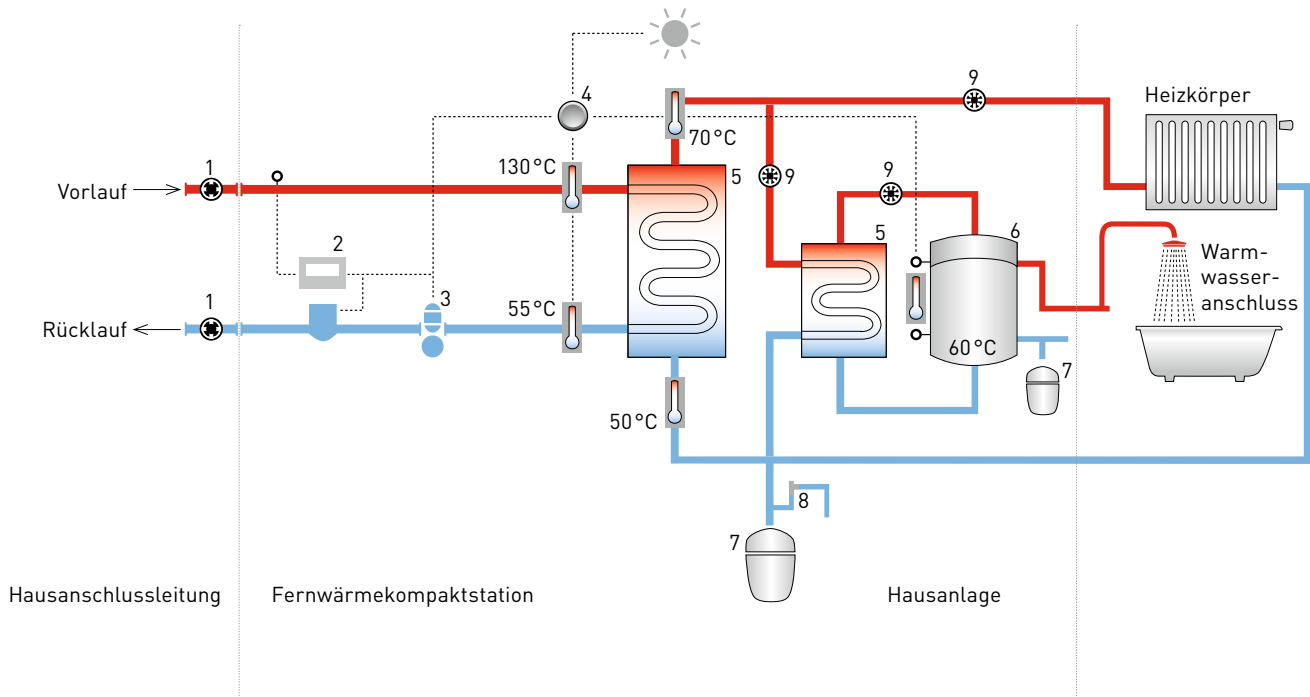 4
9
Heizkörper
70°C
1
130°C
5
9
9
Vorlauf
5
6
2
Warm-
wasser-
anschluss
1
3
55°C
Rücklauf
60°C
7
50°C
8
7
Hausanschlussleitung
Fernwärmekompaktstation
Hausanlage